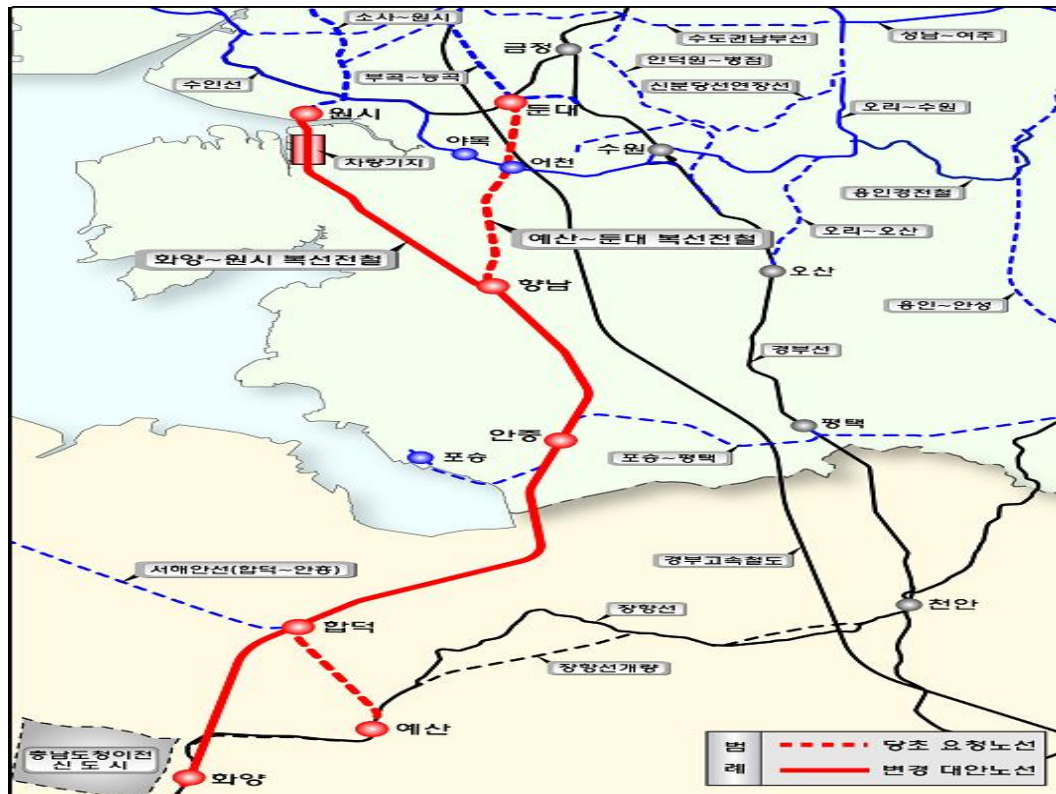 소사~원시
금정
수도권남부선
성남~여주
부곡~능곡
인덕원~병점
수인선
신분당선연장선
원시
둔대
오리~수원
차량기지
야목
어천
수원
용인경전철
화양~원시 복선전철
예산~둔대 복선전철
오리~오산
향남
오산
용인~안성
경부선
안중
평택
포승
포승~평택
서해안선(합덕~안흥)
경부고속철도
합덕
장항선
천안
장항선개량
예산
충남도청이전
신도시
화양
범례
당초 요청노선
변경 대안노선